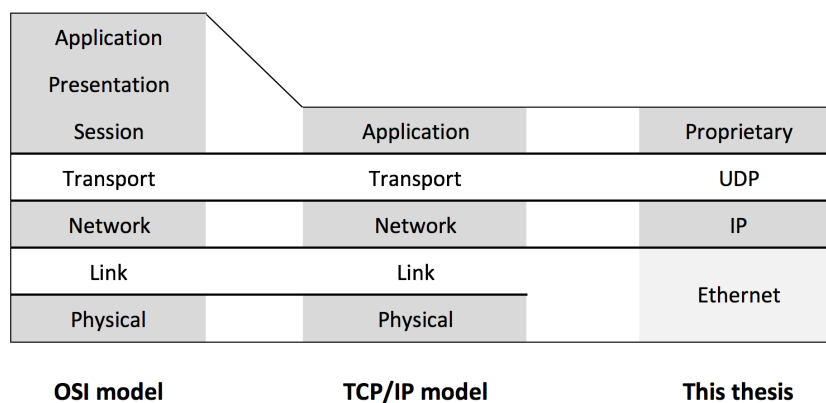 Application
Presentation
Session Application Proprietary
Transport Transport UDP
Network Network IP
Link Link
Ethernet
Physical Physical
OSI model TCP/IP model This thesis